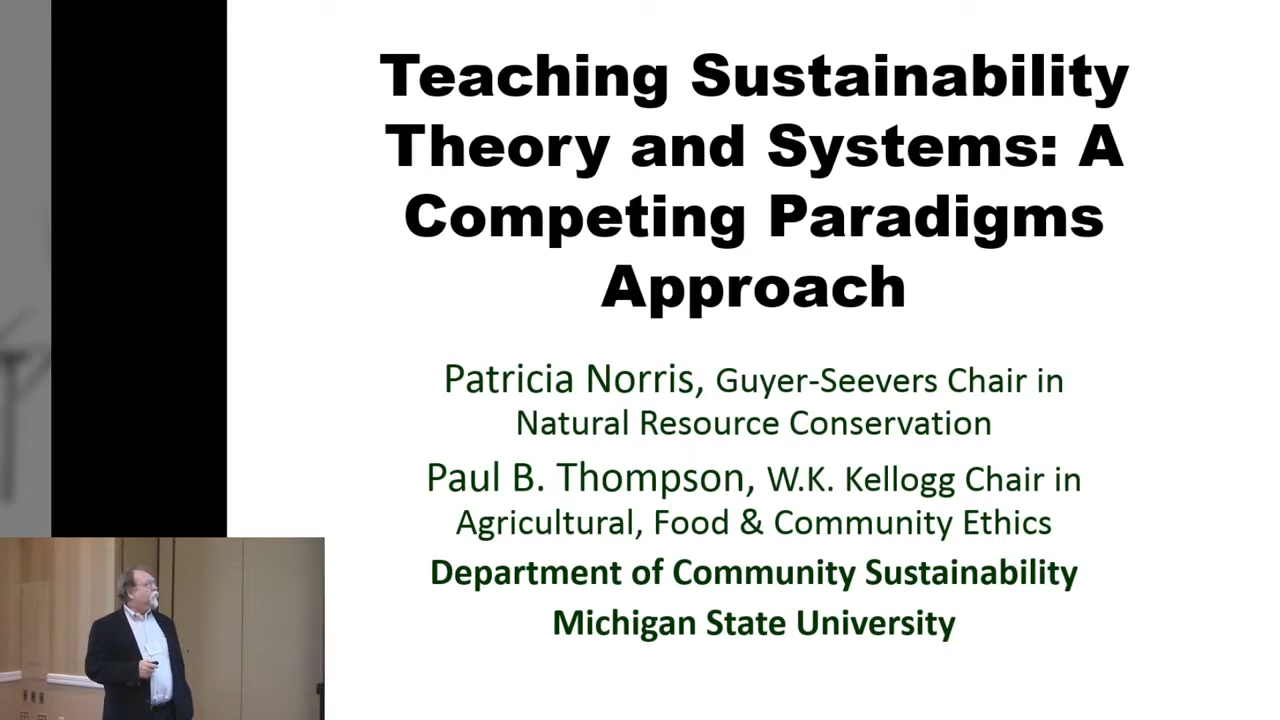 Teaching Sustainability
Theory and Systems: A
Competing Paradigms
Approach
Patricia Norris, Guyer-Seevers Chair in
Natural Resource Conservation
Paul B. Thompson, W.K. Kellogg Chair in
Agricultural, Food & Community Ethics
Department of Community Sustainability
Michigan State University